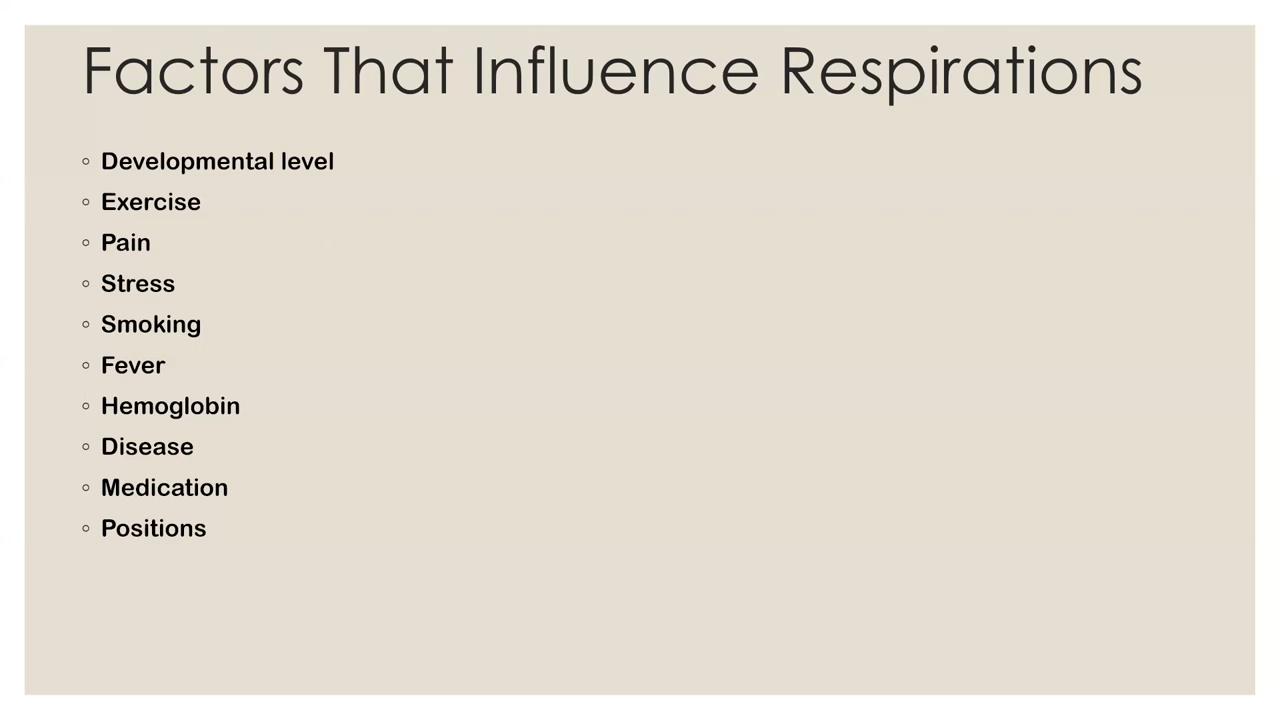 Factors That Influence Respirations
◦ Developmental level
◦ Exercise
◦ Pain
◦ Stress
◦ Smoking
◦ Fever
◦ Hemoglobin
◦ Disease
◦ Medication
◦ Positions